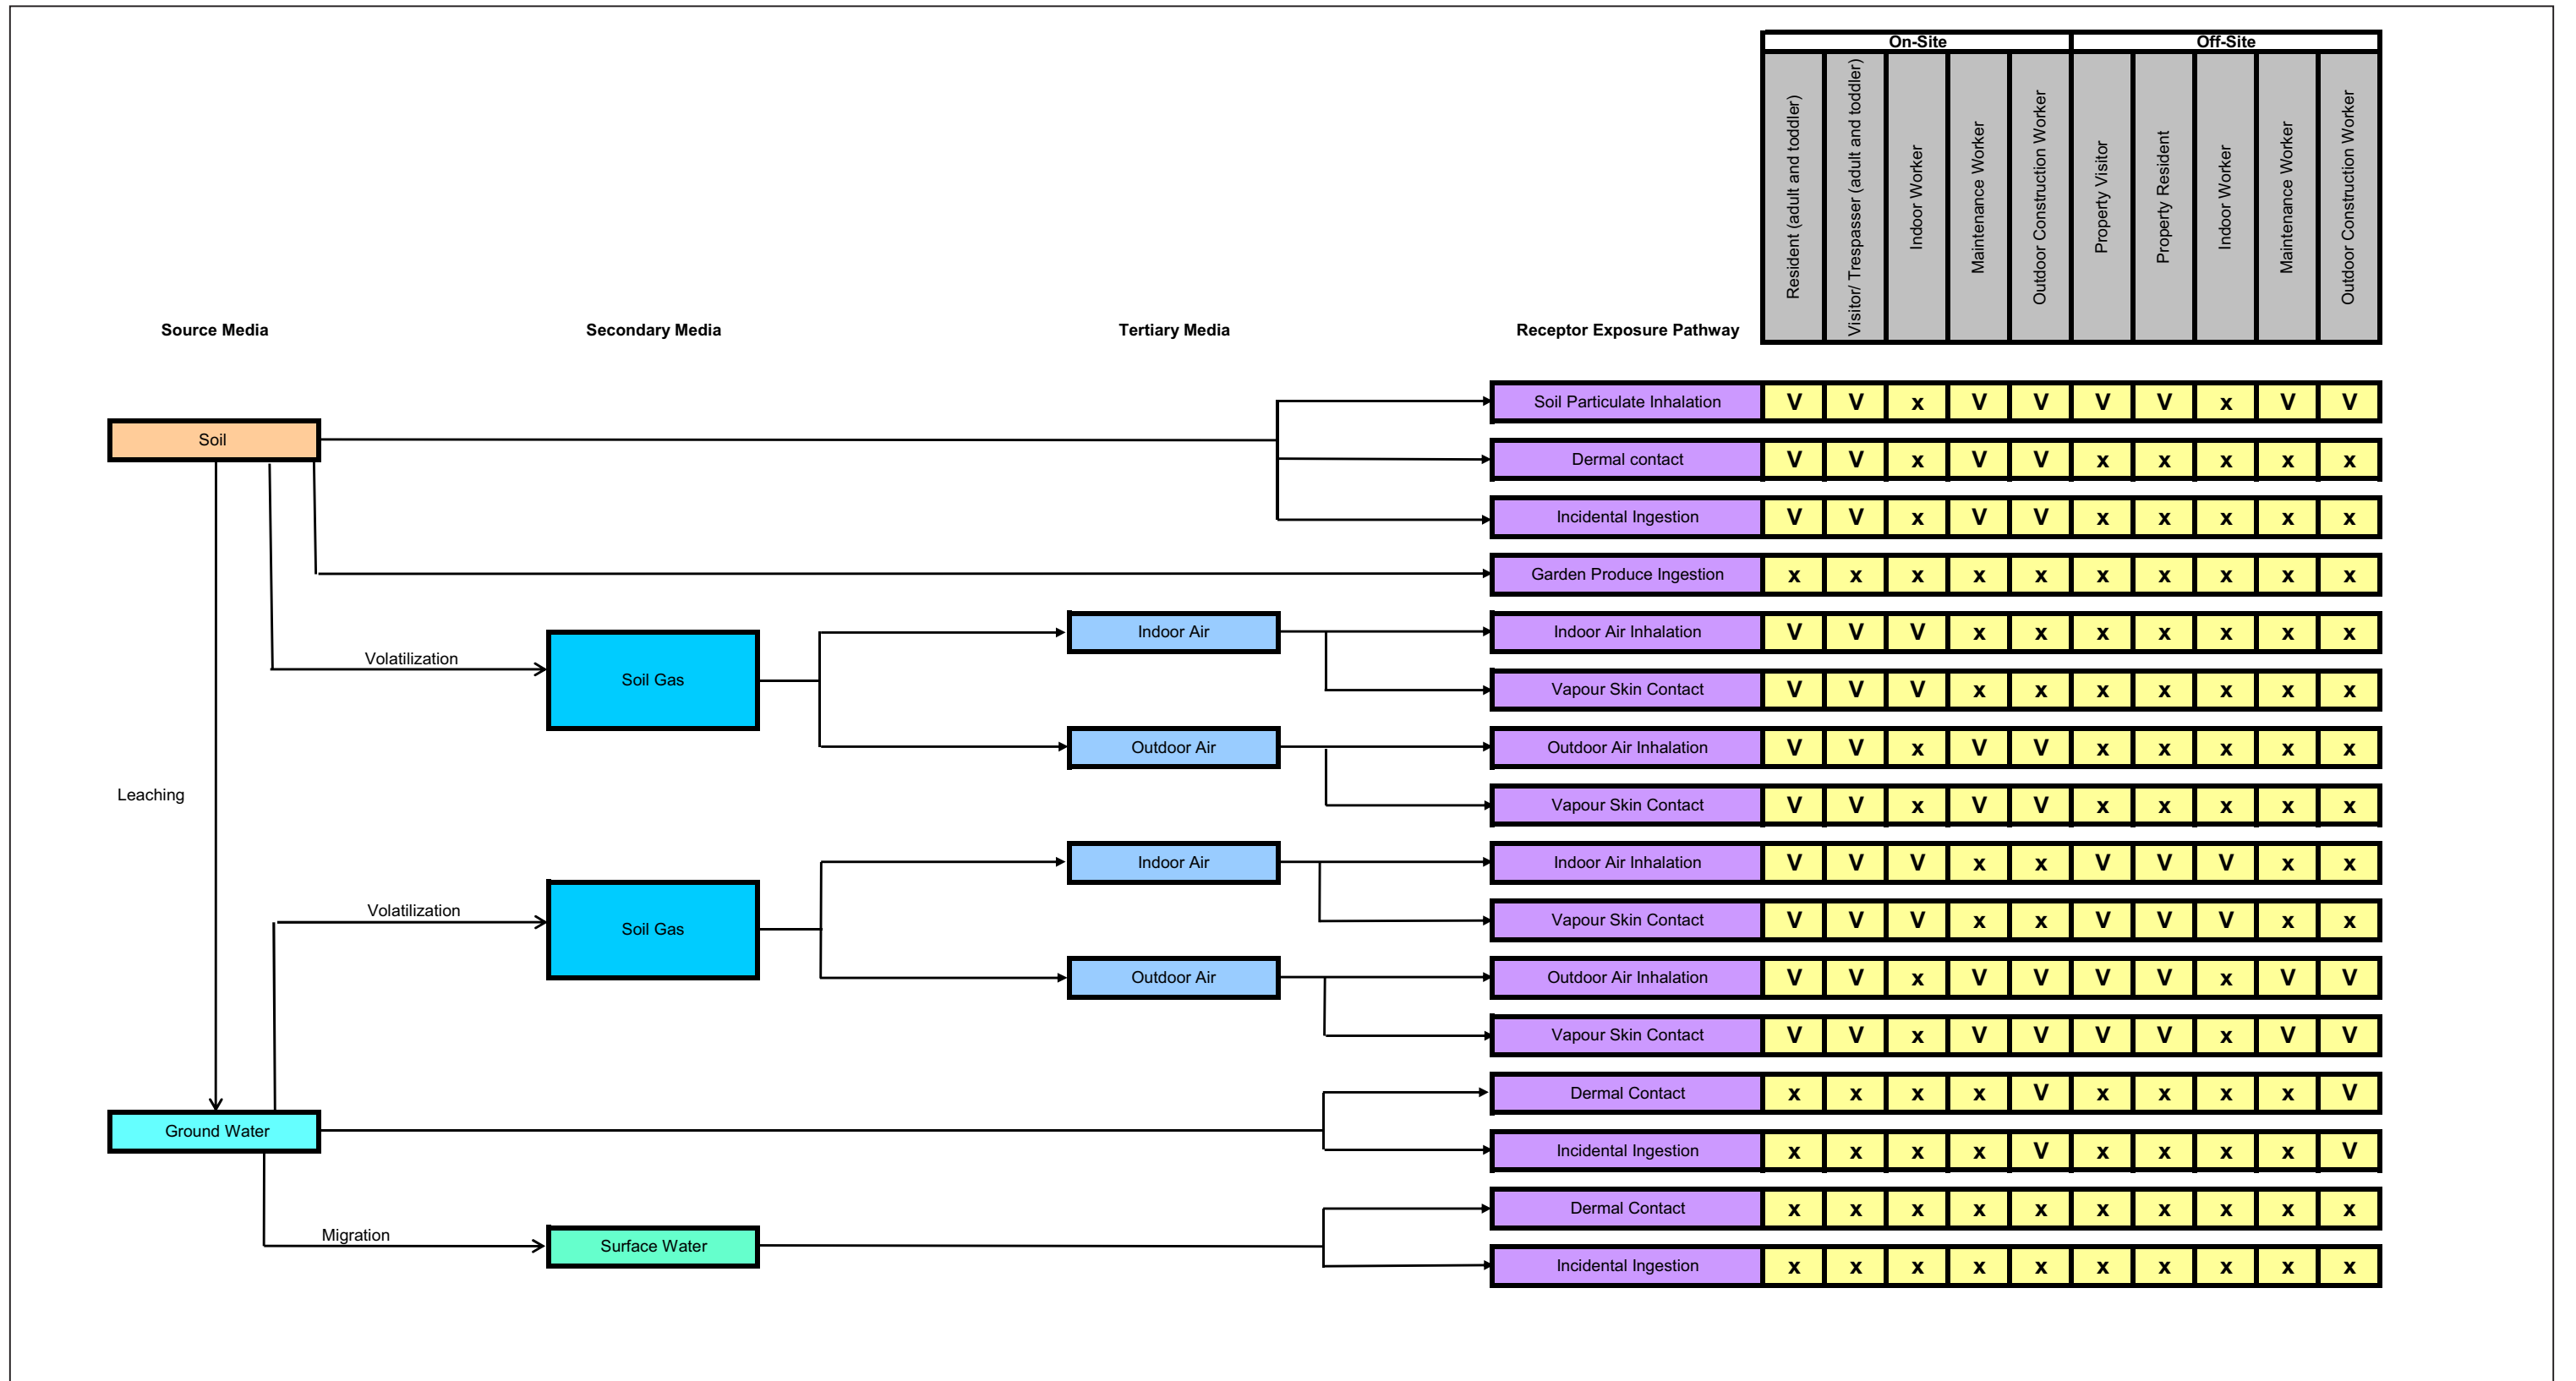 On-Site Off-Site
Resident (adult and toddler)
Visitor/ Trespasser (adult and toddler)
Indoor Worker
Maintenance Worker
Outdoor Construction Worker
Property Visitor
Property Resident
Indoor Worker
Maintenance Worker
Outdoor Construction Worker
Source Media Secondary Media Tertiary Media Receptor Exposure Pathway
Soil Particulate Inhalation V V x V V V V x V V
Soil
Dermal contact V V x V V x x x x x
Incidental Ingestion V V x V V x x x x x
Garden Produce Ingestion x x x x x x x x x x
Indoor Air Indoor Air Inhalation V V V x x x x x x x
Volatilization
Soil Gas
Vapour Skin Contact V V V x x x x x x x
Outdoor Air Outdoor Air Inhalation V V x V V x x x x x
Leaching
Vapour Skin Contact V V x V V x x x x x
Indoor Air Indoor Air Inhalation V V V x x V V V x x
Volatilization
Vapour Skin Contact V V V x x V V V x x
Soil Gas
Outdoor Air Outdoor Air Inhalation V V x V V V V x V V
Vapour Skin Contact V V x V V V V x V V
Dermal Contact x x x x V x x x x V
Ground Water
Incidental Ingestion x x x x V x x x x V
Dermal Contact x x x x x x x x x x
Migration
Surface Water
Incidental Ingestion x x x x x x x x x x